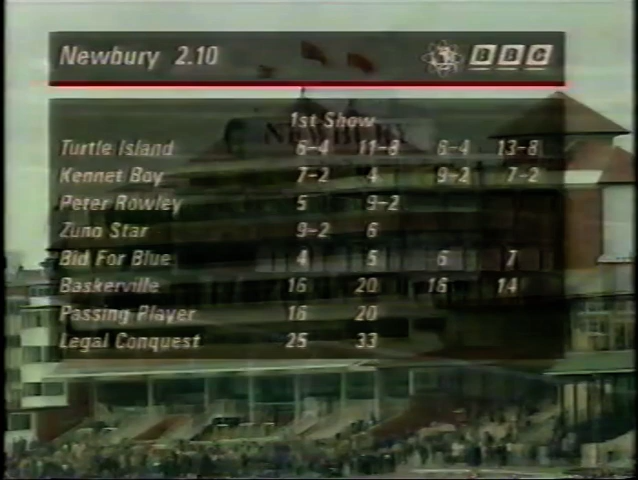 Newbury 2.10 BBC
1st Show
NEWBURY
Turtle Island 6-4 11-8 6-4 13-8
Kennet Boy 7-2 4 9-2 7-2
Peter Rowley 5 9-2
Zuno Star 9-2 6
Bid For Blue 4 5 6 7
Baskerville 16 20 16 14
Passing Player 16 20
Legal Conquest 25 33